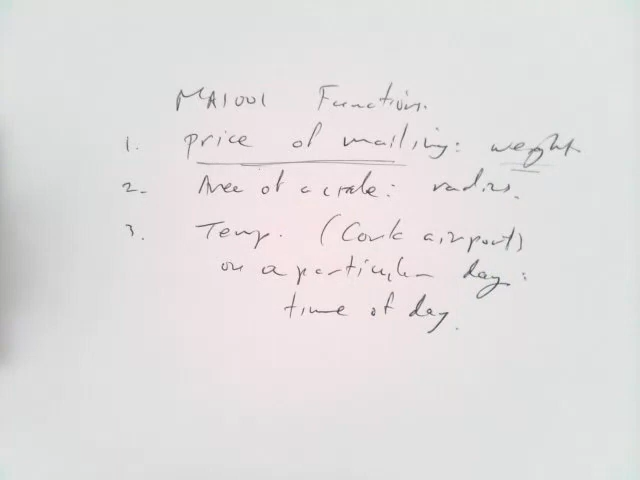 MA1001 Functions.
1. price of mailing: weight
2. Area of a circle: radius.
3. Temp. (Cork airport)
on a particular day:
time of day.